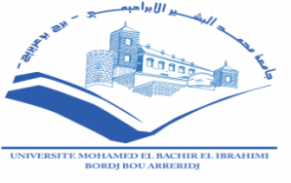 جامعة محمد البشير الإبراهيمي - برج بوعريريج -
UNIVERSITE MOHAMED EL BACHIR EL IBRAHIMI
BORDJ BOU ARRERIDJ